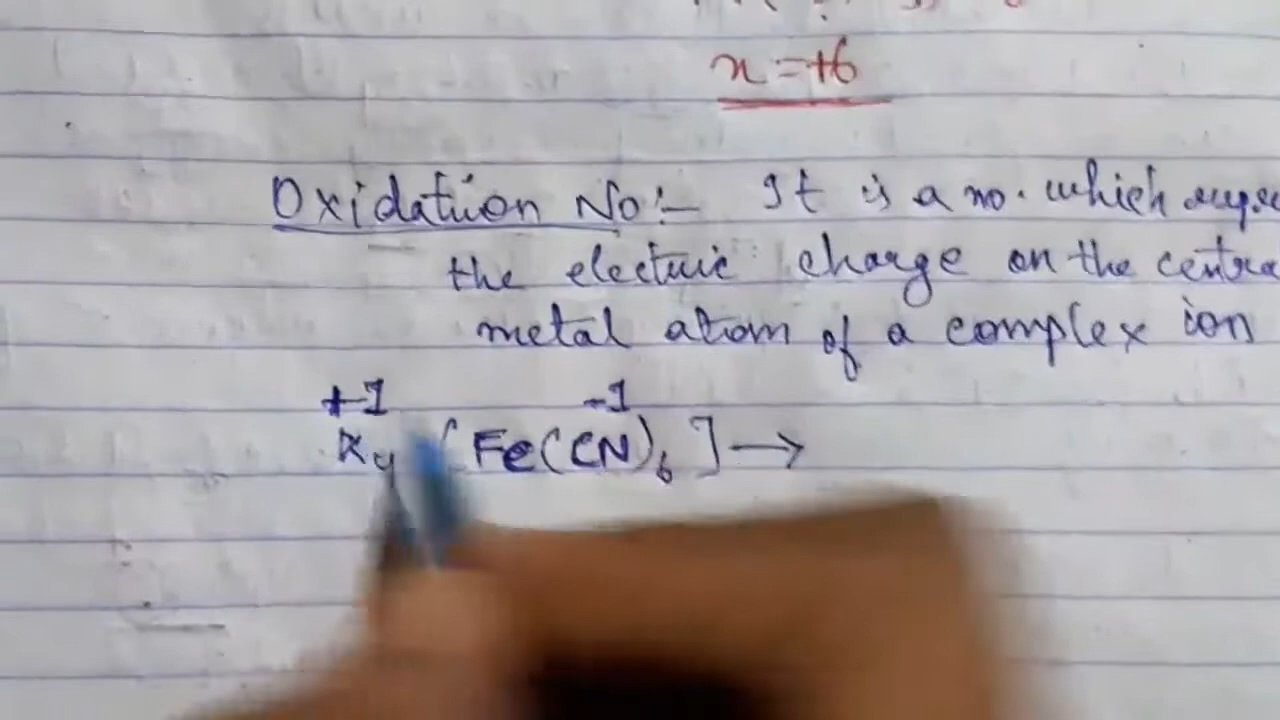 x = +6
Oxidation No:- It is a no. which
the electric charge on the centra
metal atom of a complex ion
+1 -1
K4 [Fe(CN)6] →